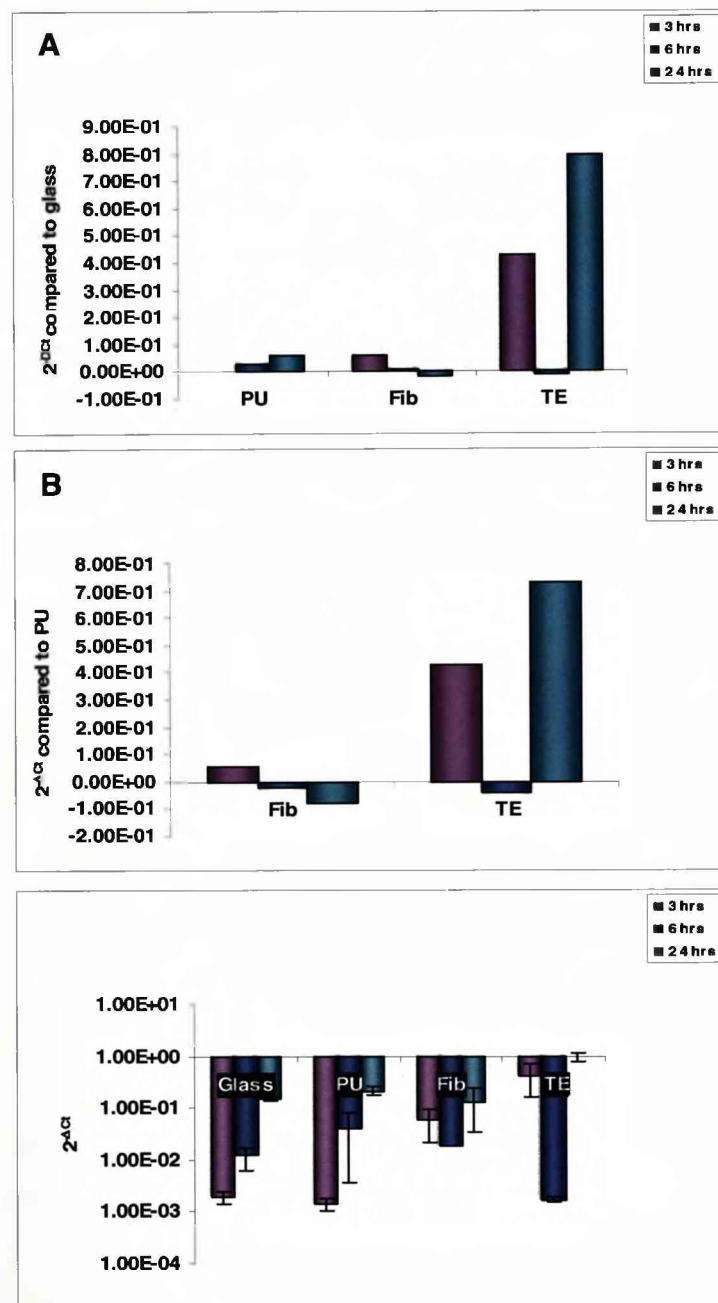 A
3 hrs
6 hrs
24 hrs
2-DCt compared to glass
9.00E-01
8.00E-01
7.00E-01
6.00E-01
5.00E-01
4.00E-01
3.00E-01
2.00E-01
1.00E-01
0.00E+00
-1.00E-01
PU Fib TE
B
3 hrs
6 hrs
24 hrs
2-ΔCt compared to PU
8.00E-01
7.00E-01
6.00E-01
5.00E-01
4.00E-01
3.00E-01
2.00E-01
1.00E-01
0.00E+00
-1.00E-01
-2.00E-01
Fib TE
3 hrs
6 hrs
24 hrs
2-ΔCt
1.00E+01
1.00E+00
1.00E-01
1.00E-02
1.00E-03
1.00E-04
Glass PU Fib TE